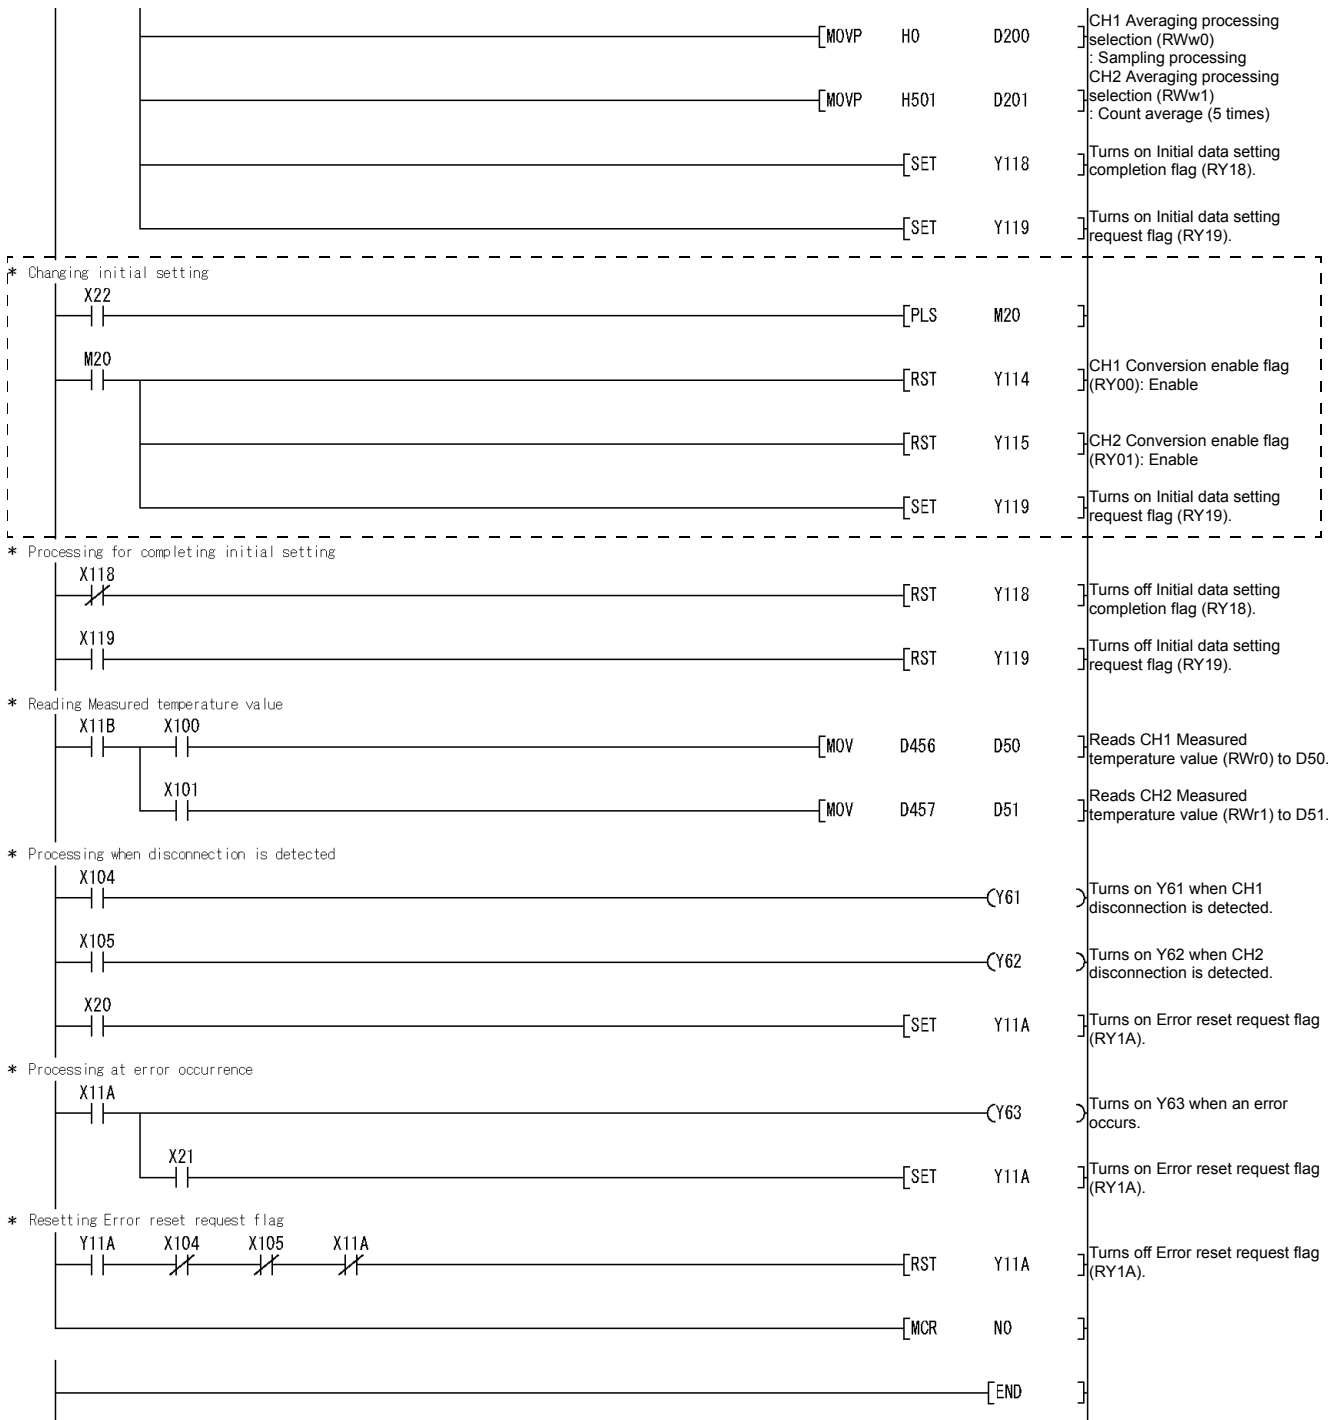 [MOVP H0 D200 ]
CH1 Averaging processing
selection (RWw0)
: Sampling processing
[MOVP H501 D201 ]
CH2 Averaging processing
selection (RWw1)
: Count average (5 times)
[SET Y118 ]
Turns on Initial data setting
completion flag (RY18).
[SET Y119 ]
Turns on Initial data setting
request flag (RY19).
* Changing initial setting
X22
[PLS M20 ]
M20
[RST Y114 ]
CH1 Conversion enable flag
(RY00): Enable
[RST Y115 ]
CH2 Conversion enable flag
(RY01): Enable
[SET Y119 ]
Turns on Initial data setting
request flag (RY19).
* Processing for completing initial setting
X118
[RST Y118 ]
Turns off Initial data setting
completion flag (RY18).
X119
[RST Y119 ]
Turns off Initial data setting
request flag (RY19).
* Reading Measured temperature value
X11B X100
[MOV D456 D50 ]
Reads CH1 Measured
temperature value (RWr0) to D50.
X101
[MOV D457 D51 ]
Reads CH2 Measured
temperature value (RWr1) to D51.
* Processing when disconnection is detected
X104
(Y61 )
Turns on Y61 when CH1
disconnection is detected.
X105
(Y62 )
Turns on Y62 when CH2
disconnection is detected.
X20
[SET Y11A ]
Turns on Error reset request flag
(RY1A).
* Processing at error occurrence
X11A
(Y63 )
Turns on Y63 when an error
occurs.
X21
[SET Y11A ]
Turns on Error reset request flag
(RY1A).
* Resetting Error reset request flag
Y11A X104 X105 X11A
[RST Y11A ]
Turns off Error reset request flag
(RY1A).
[MCR N0 ]
[END ]